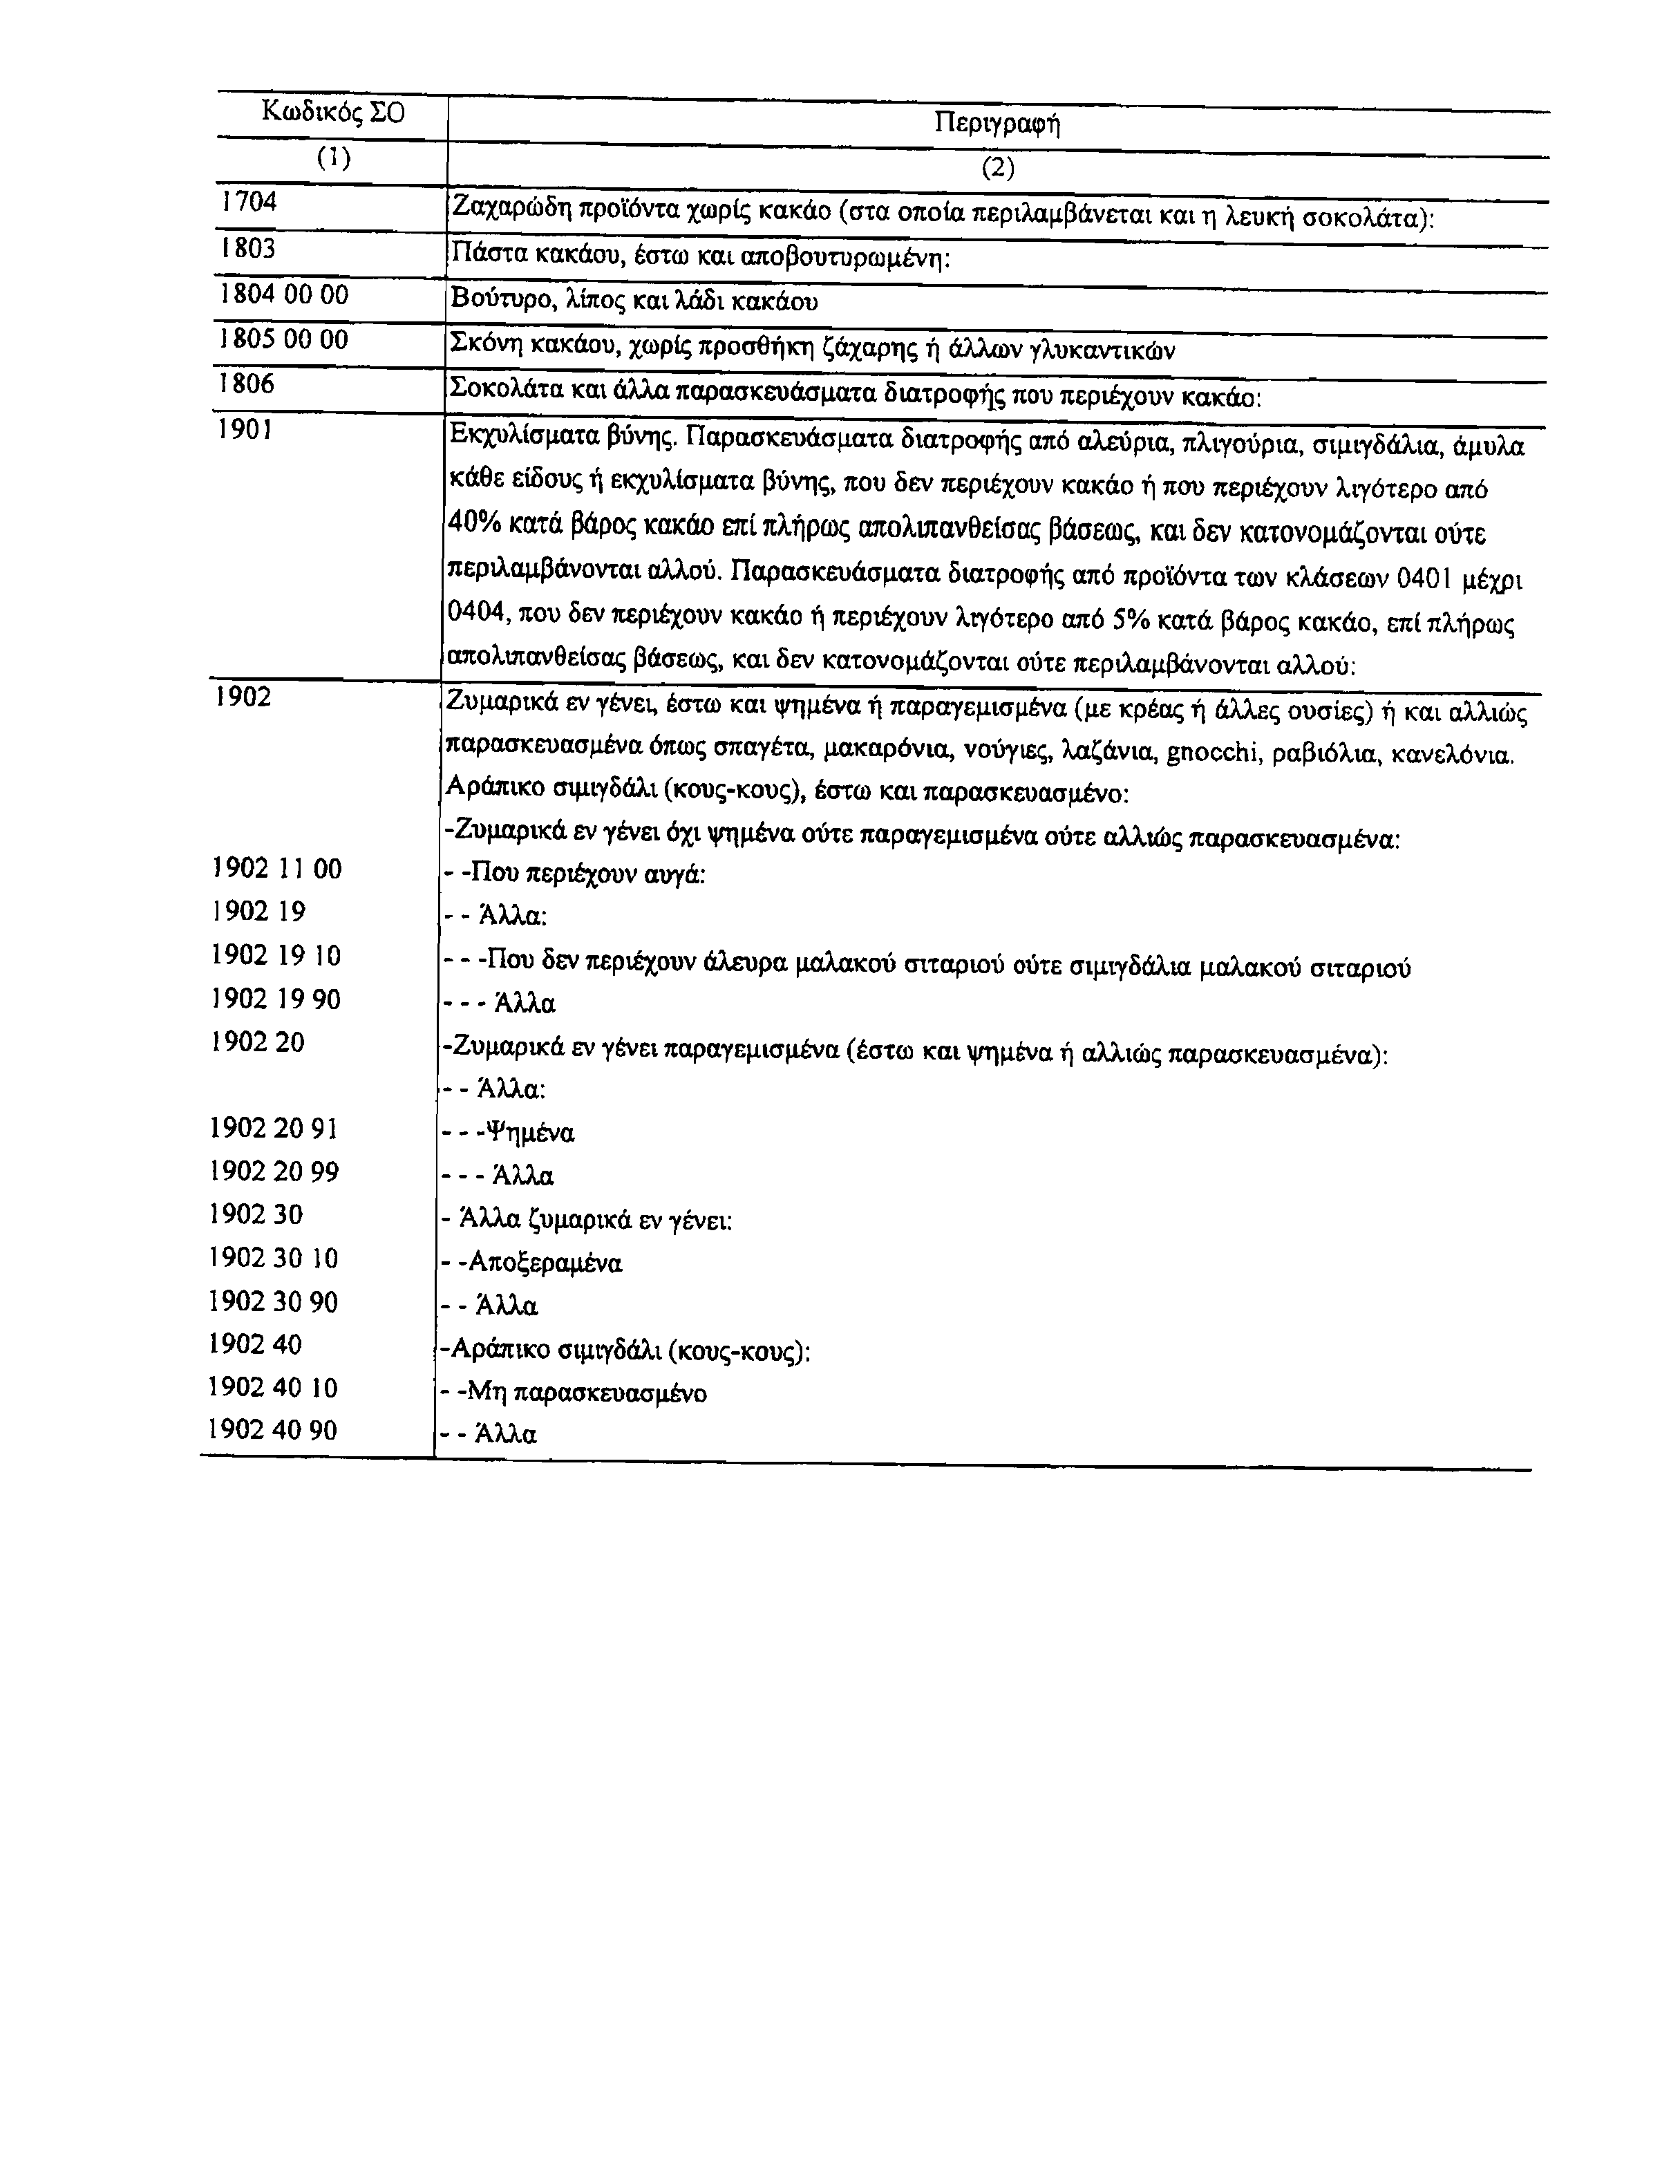 Κωδικός ΣΟ Περιγραφή
(1) (2)
1704 Ζαχαρώδη προϊόντα χωρίς κακάο (στα οποία περιλαμβάνεται και η λευκή σοκολάτα):
1803 Πάστα κακάου, έστω και αποβουτυρωμένη:
1804 00 00 Βούτυρο, λίπος και λάδι κακάου
1805 00 00 Σκόνη κακάου, χωρίς προσθήκη ζάχαρης ή άλλων γλυκαντικών
1806 Σοκολάτα και άλλα παρασκευάσματα διατροφής που περιέχουν κακάο:
1901 Εκχυλίσματα βύνης. Παρασκευάσματα διατροφής από αλεύρια, πλιγούρια, σιμιγδάλια, άμυλα
κάθε είδους ή εκχυλίσματα βύνης, που δεν περιέχουν κακάο ή που περιέχουν λιγότερο από
40% κατά βάρος κακάο επί πλήρως απολιπανθείσας βάσεως, και δεν κατονομάζονται ούτε
περιλαμβάνονται αλλού. Παρασκευάσματα διατροφής από προϊόντα των κλάσεων 0401 μέχρι
0404, που δεν περιέχουν κακάο ή περιέχουν λιγότερο από 5% κατά βάρος κακάο, επί πλήρως
απολιπανθείσας βάσεως, και δεν κατονομάζονται ούτε περιλαμβάνονται αλλού:
1902 Ζυμαρικά εν γένει, έστω και ψημένα ή παραγεμισμένα (με κρέας ή άλλες ουσίες) ή και αλλιώς
παρασκευασμένα όπως σπαγέτα, μακαρόνια, νούγιες, λαζάνια, gnocchi, ραβιόλια, κανελόνια.
Αράπικο σιμιγδάλι (κους-κους), έστω και παρασκευασμένο:
-Ζυμαρικά εν γένει όχι ψημένα ούτε παραγεμισμένα ούτε αλλιώς παρασκευασμένα:
1902 11 00 - -Που περιέχουν αυγά:
1902 19 - - Άλλα:
1902 19 10 - - -Που δεν περιέχουν άλευρα μαλακού σιταριού ούτε σιμιγδάλια μαλακού σιταριού
1902 19 90 - - - Άλλα
1902 20 -Ζυμαρικά εν γένει παραγεμισμένα (έστω και ψημένα ή αλλιώς παρασκευασμένα):
- - Άλλα:
1902 20 91 - - -Ψημένα
1902 20 99 - - - Άλλα
1902 30 - Άλλα ζυμαρικά εν γένει:
1902 30 10 - -Αποξεραμένα
1902 30 90 - - Άλλα
1902 40 -Αράπικο σιμιγδάλι (κους-κους):
1902 40 10 - -Μη παρασκευασμένο
1902 40 90 - - Άλλα